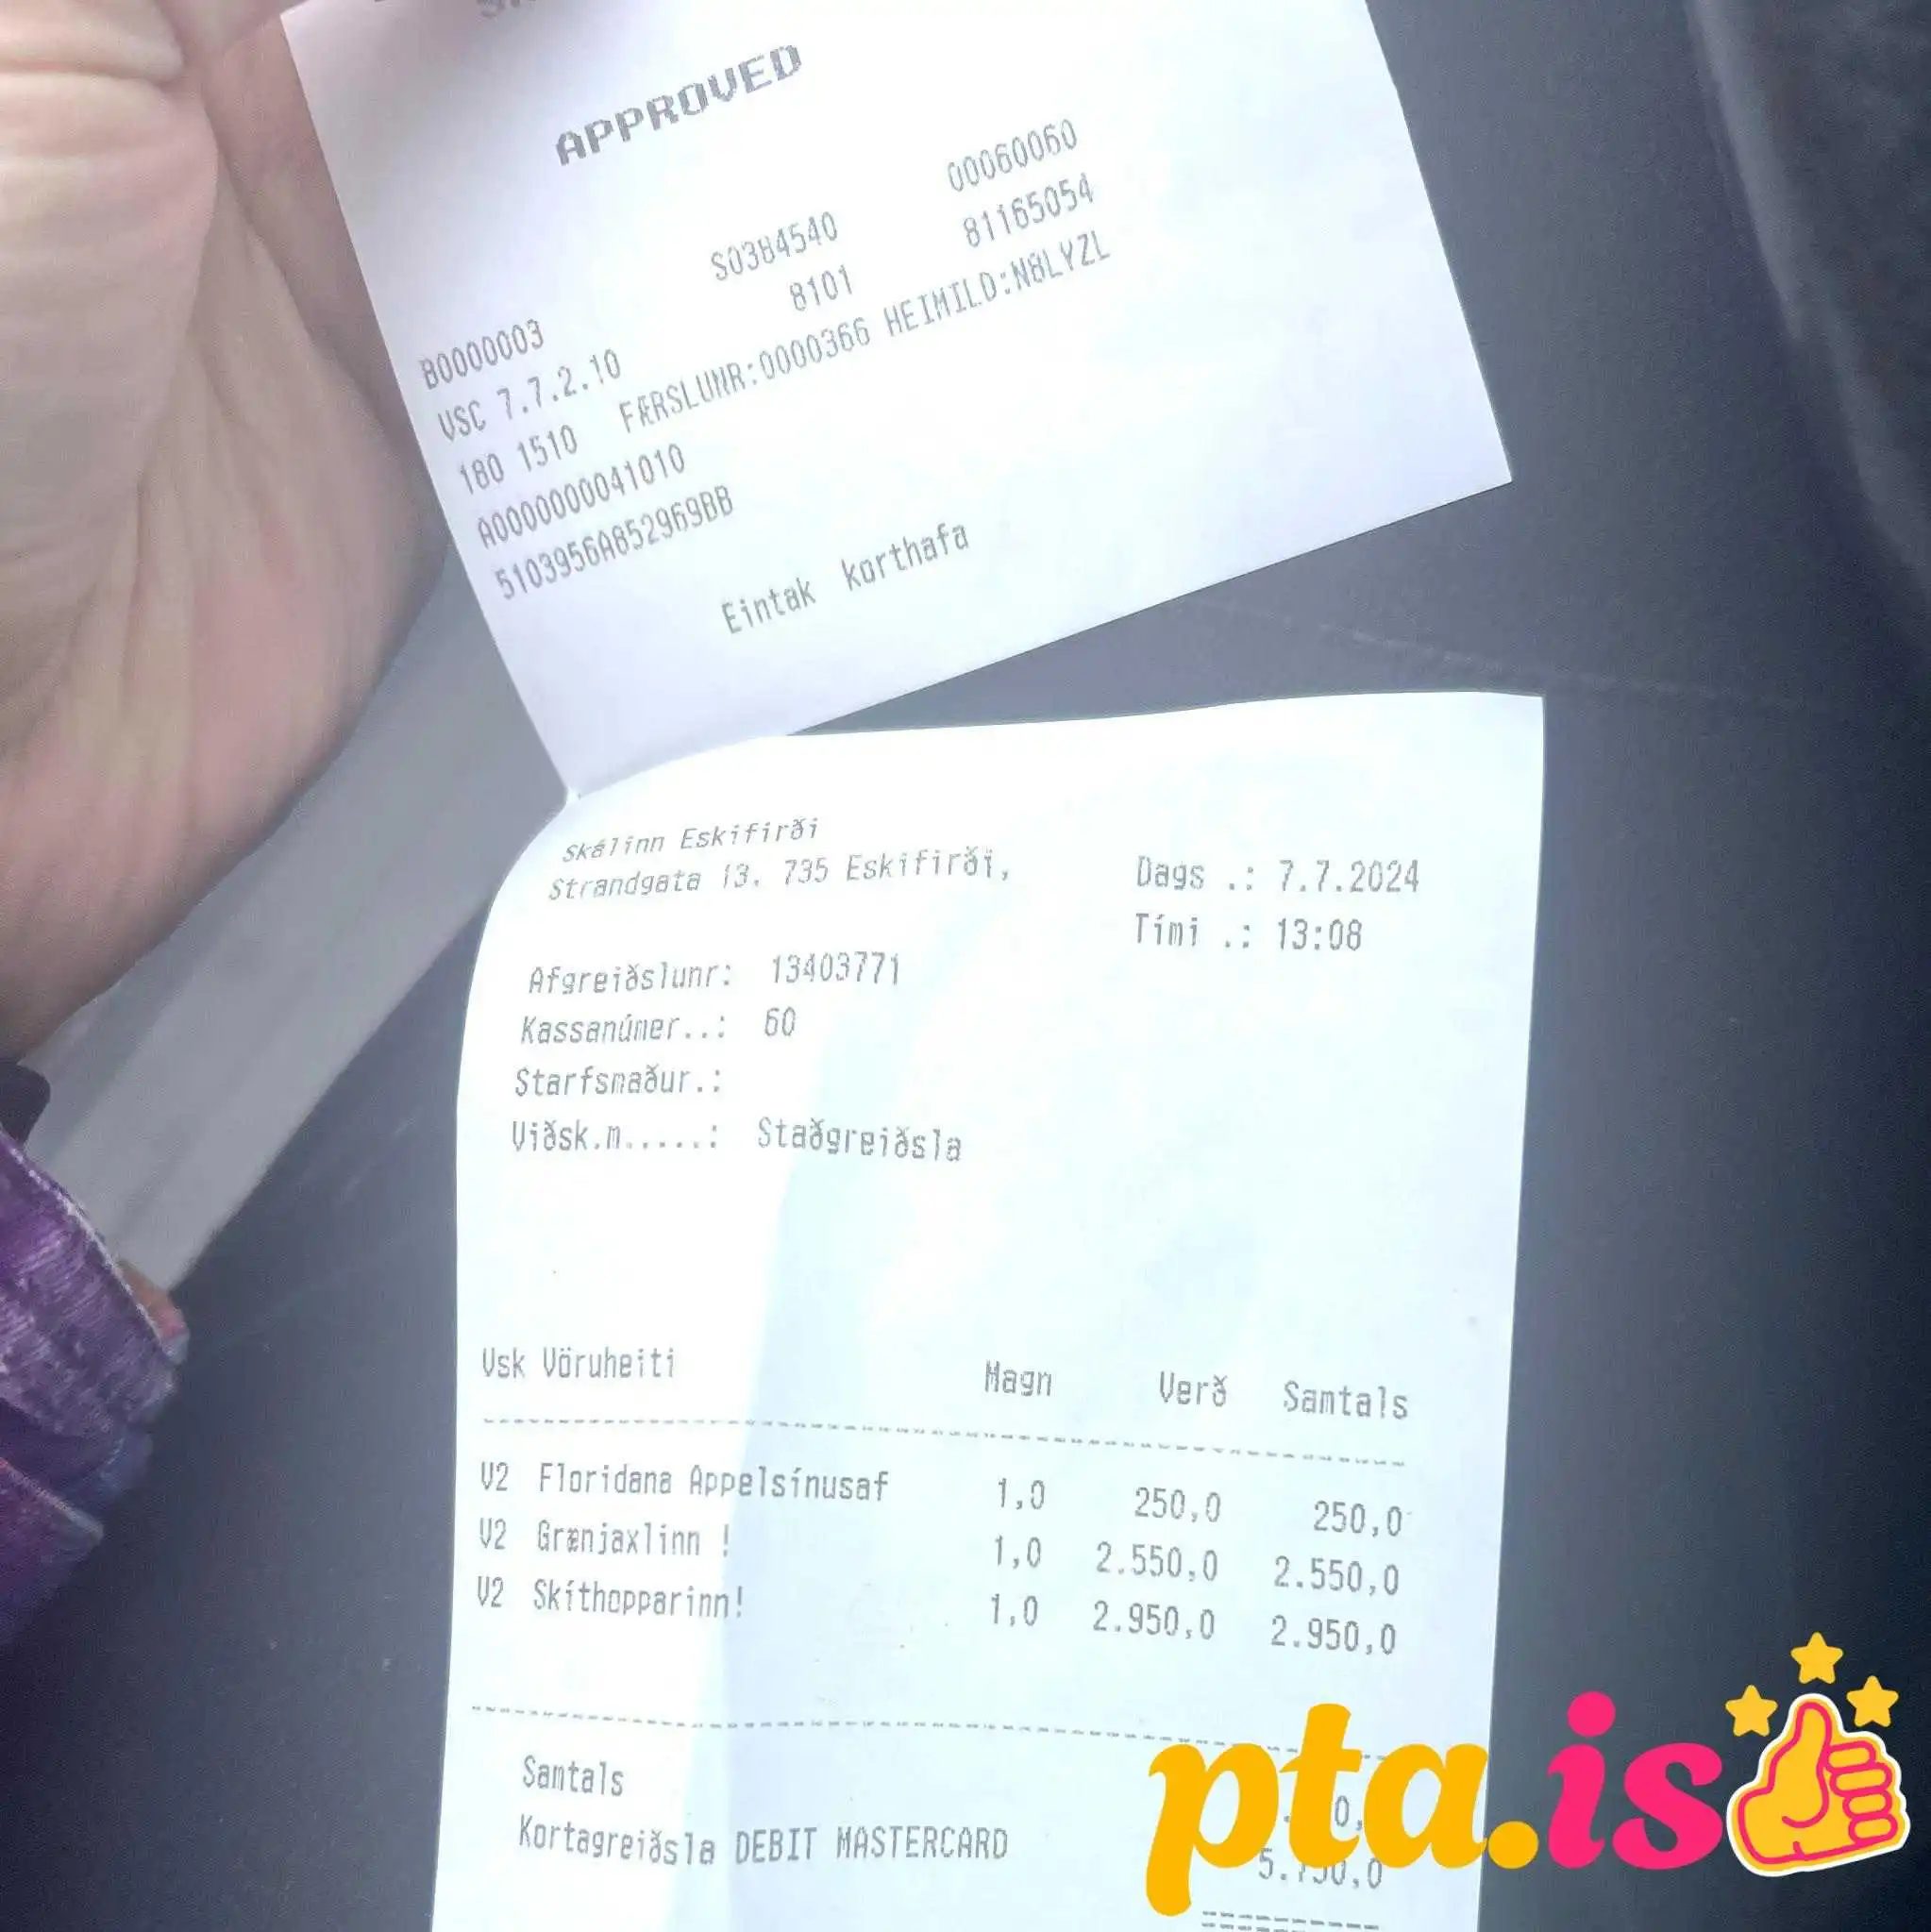 APPROVED
00060060
S0384540 81165054
B0000003 8101
VSC 7.7.2.10
180 1510 FÆRSLUNR:0000366 HEIMILD:N8LYZL
A0000000041010
5103956A852969BB
Eintak korthafa
Skálinn Eskifirði
Strandgata 13, 735 Eskifirði,
Dags .: 7.7.2024
Tími .: 13:08
Afgreiðslunr: 13403771
Kassanúmer..: 60
Starfsmaður.:
Viðsk.m.....: Staðgreiðsla
Vsk Vöruheiti Magn Verð Samtals
V2 Floridana Appelsínusaf 1,0 250,0 250,0
V2 Grænjaxlinn ! 1,0 2.550,0 2.550,0
V2 Skíthopparinn! 1,0 2.950,0 2.950,0
Samtals
Kortagreiðsla DEBIT MASTERCARD
pta.is